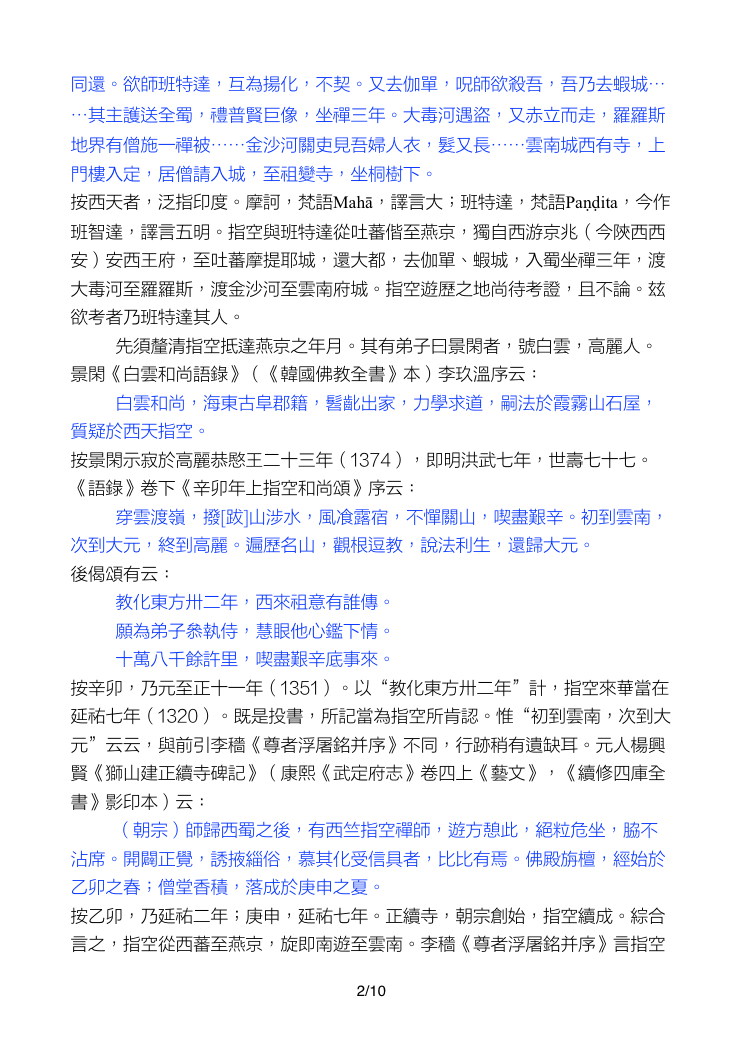 同還。欲師班特達，互為揚化，不契。又去伽單，呪師欲殺吾，吾乃去蝦城…
…其主護送全蜀，禮普賢巨像，坐禪三年。大毒河遇盜，又赤立而走，羅羅斯
地界有僧施一禪被……金沙河關吏見吾婦人衣，髮又長……雲南城西有寺，上
門樓入定，居僧請入城，至祖變寺，坐桐樹下。
按西天者，泛指印度。摩訶，梵語Mahā，譯言大；班特達，梵語Paṇḍita，今作
班智達，譯言五明。指空與班特達從吐蕃偕至燕京，獨自西游京兆（今陝西西
安）安西王府，至吐蕃摩提耶城，還大都，去伽單、蝦城，入蜀坐禪三年，渡
大毒河至羅羅斯，渡金沙河至雲南府城。指空遊歷之地尚待考證，且不論。茲
欲考者乃班特達其人。
先須釐清指空抵達燕京之年月。其有弟子曰景閑者，號白雲，高麗人。
景閑《白雲和尚語錄》（《韓國佛教全書》本）李玖溫序云：
白雲和尚，海東古阜郡籍，髫齔出家，力學求道，嗣法於霞霧山石屋，
質疑於西天指空。
按景閑示寂於高麗恭愍王二十三年（1374），即明洪武七年，世壽七十七。
《語錄》卷下《辛卯年上指空和尚頌》序云：
穿雲渡嶺，撥[跋]山涉水，風飡露宿，不憚關山，喫盡艱辛。初到雲南，
次到大元，終到高麗。遍歷名山，觀根逗教，說法利生，還歸大元。
後偈頌有云：
教化東方卅二年，西來祖意有誰傳。
願為弟子叅執侍，慧眼他心鑑下情。
十萬八千餘許里，喫盡艱辛底事來。
按辛卯，乃元至正十一年（1351）。以“教化東方卅二年”計，指空來華當在
延祐七年（1320）。既是投書，所記當為指空所肯認。惟“初到雲南，次到大
元”云云，與前引李穡《尊者浮屠銘并序》不同，行跡稍有遺缺耳。元人楊興
賢《獅山建正續寺碑記》（康熙《武定府志》卷四上《藝文》，《續修四庫全
書》影印本）云：
（朝宗）師歸西蜀之後，有西竺指空禪師，遊方憩此，絕粒危坐，脇不
沾席。開闢正覺，誘掖緇俗，慕其化受信具者，比比有焉。佛殿旃檀，經始於
乙卯之春；僧堂香積，落成於庚申之夏。
按乙卯，乃延祐二年；庚申，延祐七年。正續寺，朝宗創始，指空續成。綜合
言之，指空從西蕃至燕京，旋即南遊至雲南。李穡《尊者浮屠銘并序》言指空
2/10